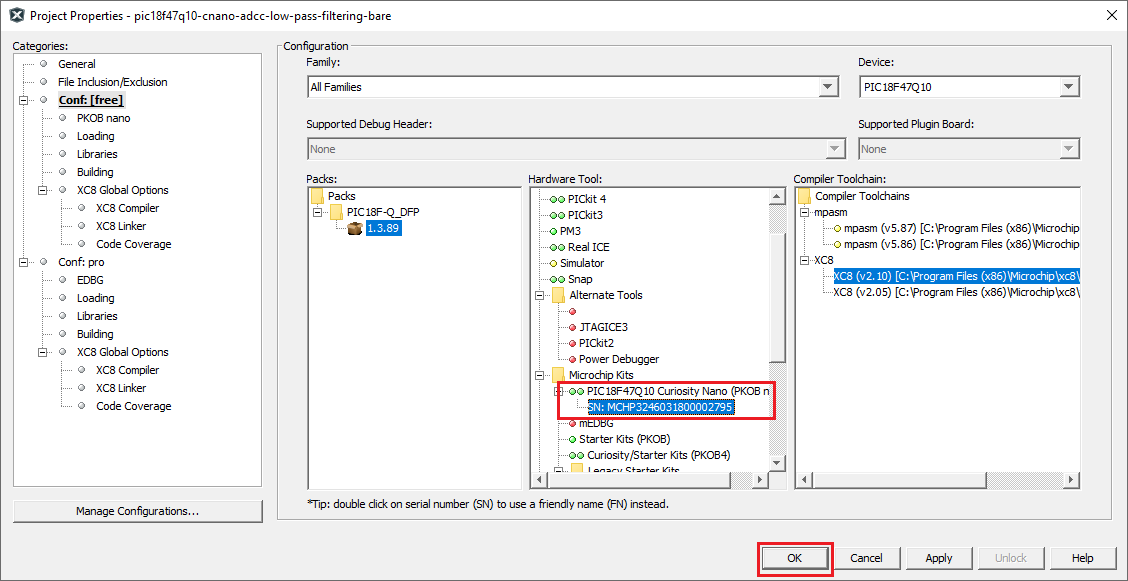 Project Properties - pic18f47q10-cnano-adcc-low-pass-filtering-bare
Categories:
General
File Inclusion/Exclusion
Conf: [free]
PKOB nano
Loading
Libraries
Building
XC8 Global Options
XC8 Compiler
XC8 Linker
Code Coverage
Conf: pro
EDBG
Loading
Libraries
Building
XC8 Global Options
XC8 Compiler
XC8 Linker
Code Coverage
Manage Configurations...
Configuration
Family:
All Families
Device:
PIC18F47Q10
Supported Debug Header:
None
Supported Plugin Board:
None
Packs:
Packs
PIC18F-Q_DFP
1.3.89
Hardware Tool:
PICkit 4
PICkit3
PM3
Real ICE
Simulator
Snap
Alternate Tools
JTAGICE3
PICkit2
Power Debugger
Microchip Kits
PIC18F47Q10 Curiosity Nano (PKOB n
SN: MCHP3246031800002795
mEDBG
Starter Kits (PKOB)
Curiosity/Starter Kits (PKOB4)
Legacy Starter Kits
Compiler Toolchain:
Compiler Toolchains
mpasm
mpasm (v5.87) [C:\Program Files (x86)\Microchip
mpasm (v5.86) [C:\Program Files (x86)\Microchip
XC8
XC8 (v2.10) [C:\Program Files (x86)\Microchip\xc8\
XC8 (v2.05) [C:\Program Files (x86)\Microchip\xc8\
*Tip: double click on serial number (SN) to use a friendly name (FN) instead.
OK
Cancel
Apply
Unlock
Help